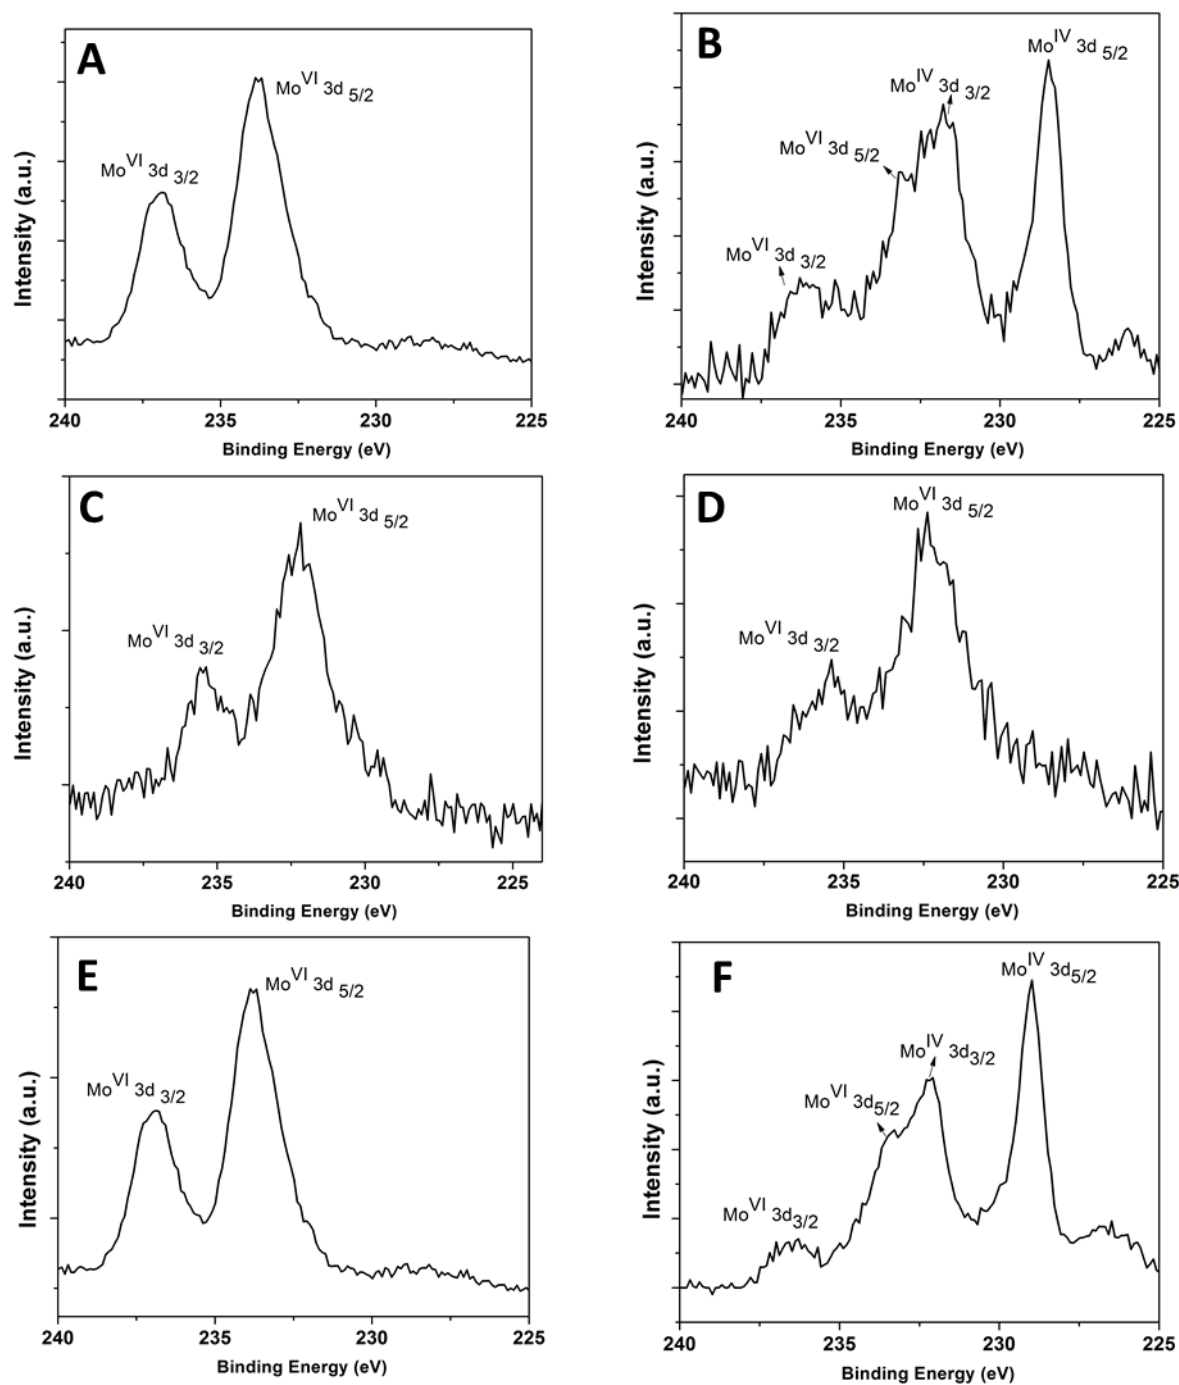 A
Mo^VI 3d 5/2
Mo^VI 3d 3/2
Intensity (a.u.)
240 235 230 225
Binding Energy (eV)
B
Mo^IV 3d 5/2
Mo^IV 3d 3/2
Mo^VI 3d 5/2
Mo^VI 3d 3/2
Intensity (a.u.)
240 235 230 225
Binding Energy (eV)
C
Mo^VI 3d 5/2
Mo^VI 3d 3/2
Intensity (a.u.)
240 235 230 225
Binding Energy (eV)
D
Mo^VI 3d 5/2
Mo^VI 3d 3/2
Intensity (a.u.)
240 235 230 225
Binding Energy (eV)
E
Mo^VI 3d 5/2
Mo^VI 3d 3/2
Intensity (a.u.)
240 235 230 225
Binding Energy (eV)
F
Mo^IV 3d5/2
Mo^IV 3d3/2
Mo^VI 3d5/2
Mo^VI 3d3/2
Intensity (a.u.)
240 235 230 225
Binding Energy (eV)